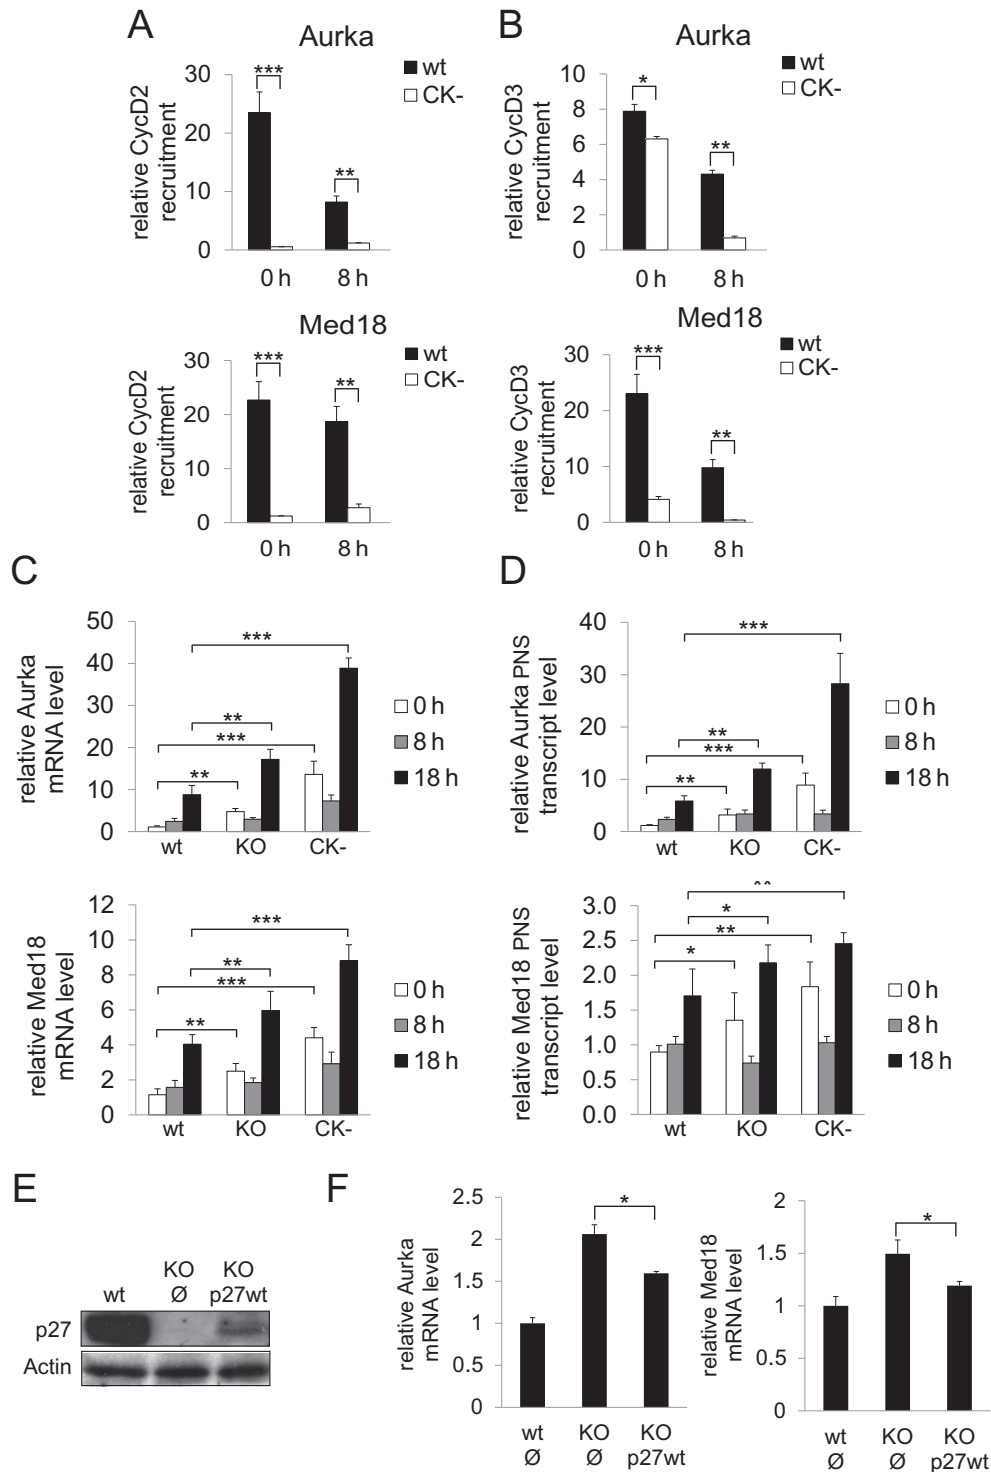 A
Aurka
relative CycD2
recruitment
30
20
10
0
***
**
0 h
8 h
wt
CK-
Med18
relative CycD2
recruitment
30
20
10
0
***
**
0 h
8 h
wt
CK-
B
Aurka
relative CycD3
recruitment
10
8
6
4
2
0
*
**
0 h
8 h
wt
CK-
Med18
relative CycD3
recruitment
30
20
10
0
***
**
0 h
8 h
wt
CK-
C
relative Aurka
mRNA level
50
40
30
20
10
0
***
**
***
**
wt
KO
CK-
0 h
8 h
18 h
relative Med18
mRNA level
12
10
8
6
4
2
0
***
**
***
**
wt
KO
CK-
0 h
8 h
18 h
D
relative Aurka PNS
transcript level
40
30
20
10
0
***
**
***
**
wt
KO
CK-
0 h
8 h
18 h
relative Med18 PNS
transcript level
3.0
2.5
2.0
1.5
1.0
0.5
0.0
*
**
*
wt
KO
CK-
0 h
8 h
18 h
E
wt
KO
Ø
KO
p27wt
p27
Actin
F
relative Aurka
mRNA level
2.5
2
1.5
1
0.5
0
*
wt
Ø
KO
Ø
KO
p27wt
relative Med18
mRNA level
2
1.5
1
0.5
0
*
wt
Ø
KO
Ø
KO
p27wt